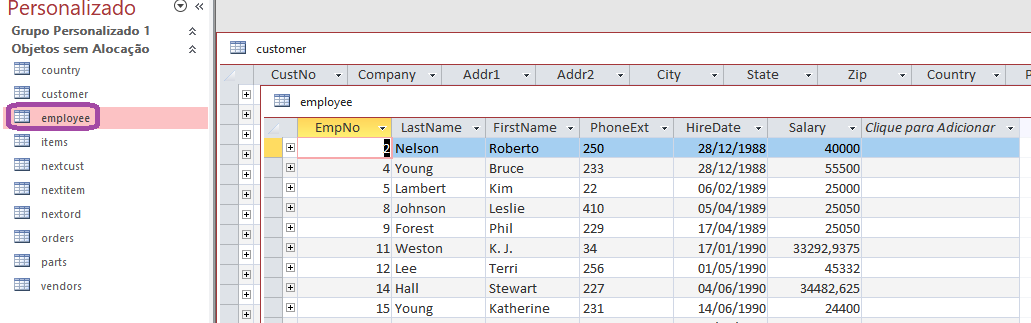 Personalizado
Grupo Personalizado 1
Objetos sem Alocação
country
customer
employee
items
nextcust
nextitem
nextord
orders
parts
vendors
customer
CustNo Company Addr1 Addr2 City State Zip Country P
employee
EmpNo LastName FirstName PhoneExt HireDate Salary Clique para Adicionar
2 Nelson Roberto 250 28/12/1988 40000
4 Young Bruce 233 28/12/1988 55500
5 Lambert Kim 22 06/02/1989 25000
8 Johnson Leslie 410 05/04/1989 25050
9 Forest Phil 229 17/04/1989 25050
11 Weston K. J. 34 17/01/1990 33292,9375
12 Lee Terri 256 01/05/1990 45332
14 Hall Stewart 227 04/06/1990 34482,625
15 Young Katherine 231 14/06/1990 24400